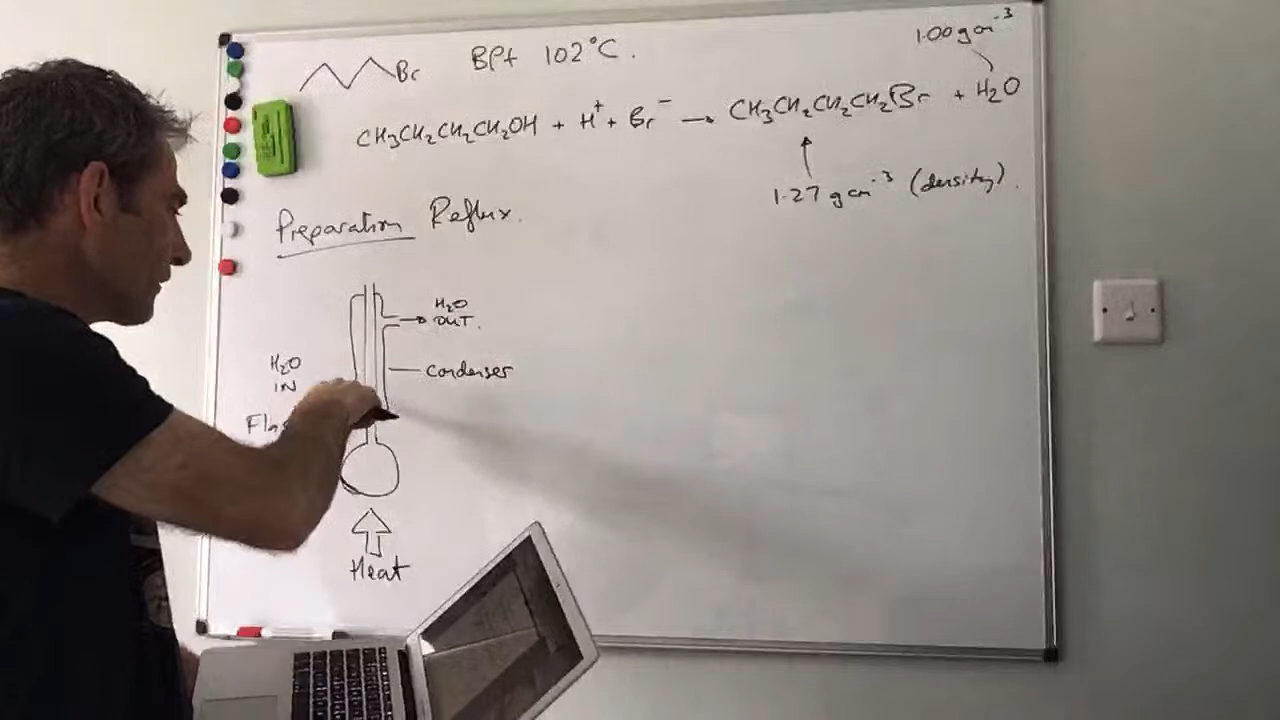 1.00 g cm⁻³
Br BPt 102°C.
CH₃CH₂CH₂CH₂OH + H⁺ + Br⁻ → CH₃CH₂CH₂CH₂Br + H₂O
1.27 g cm⁻³ (density).
Preparation Reflux.
H₂O
OUT.
H₂O
IN
Condenser
Heat